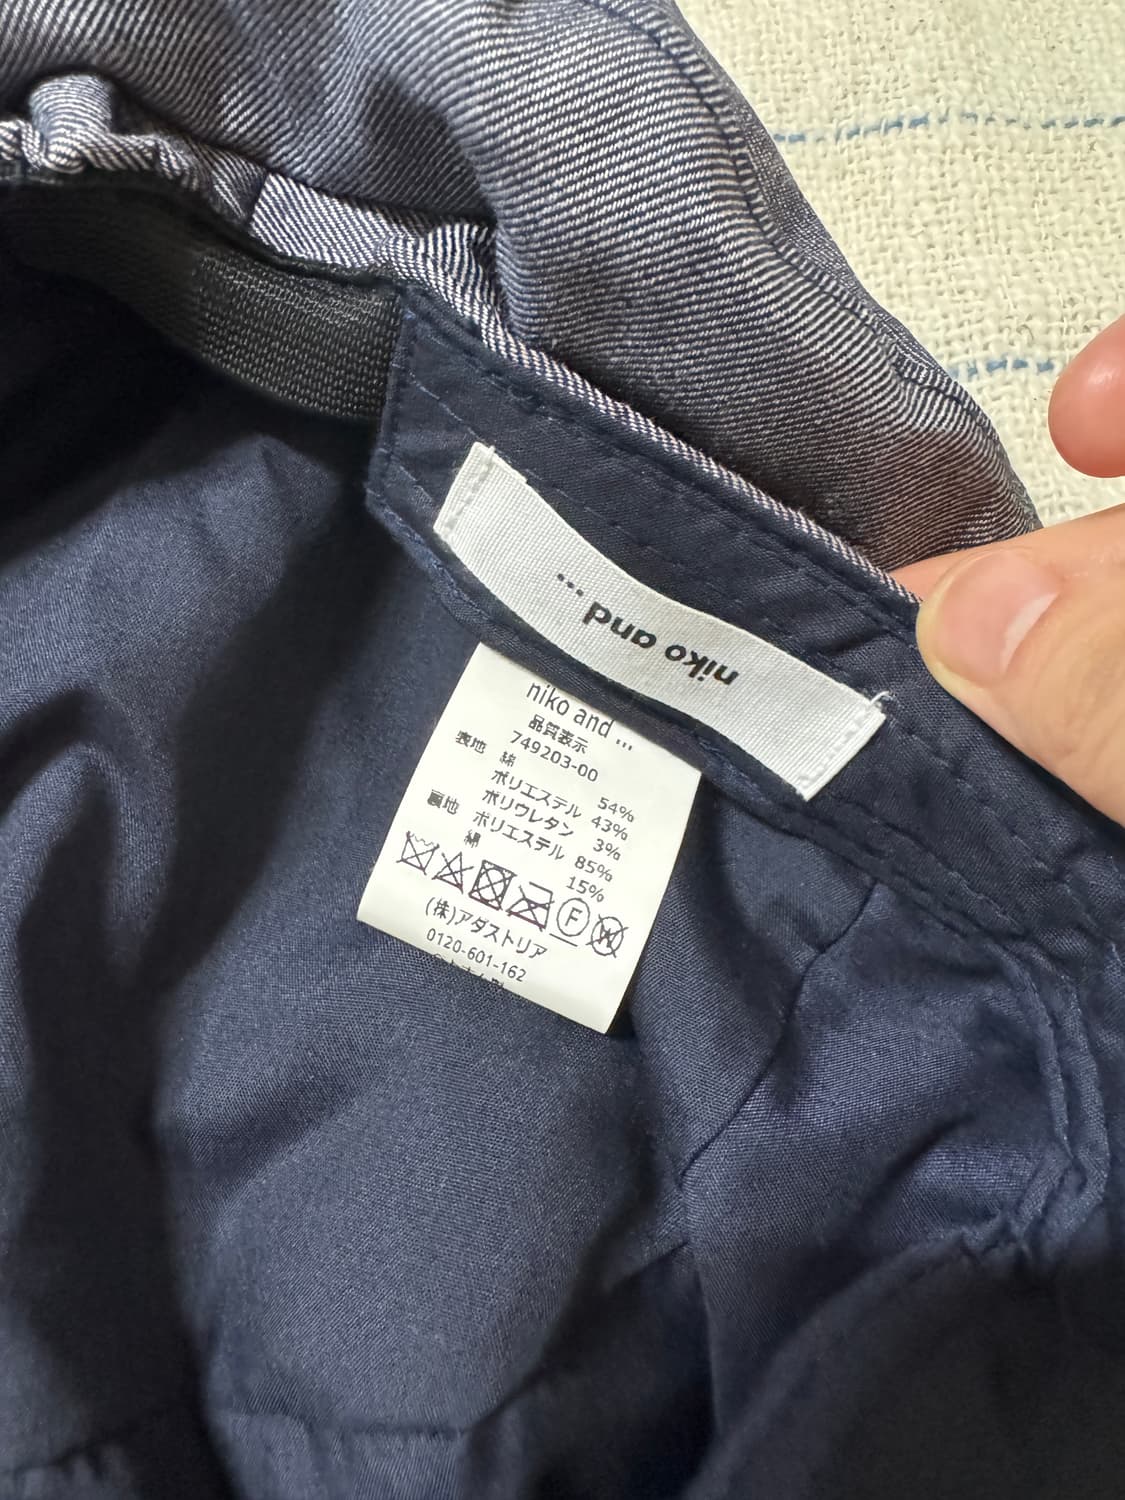 niko and ...
niko and ...
品質表示
749203-00
表地 綿 54%
ポリエステル 43%
ポリウレタン 3%
裏地 ポリエステル 85%
綿 15%
F
W
(株)アダストリア
0120-601-162